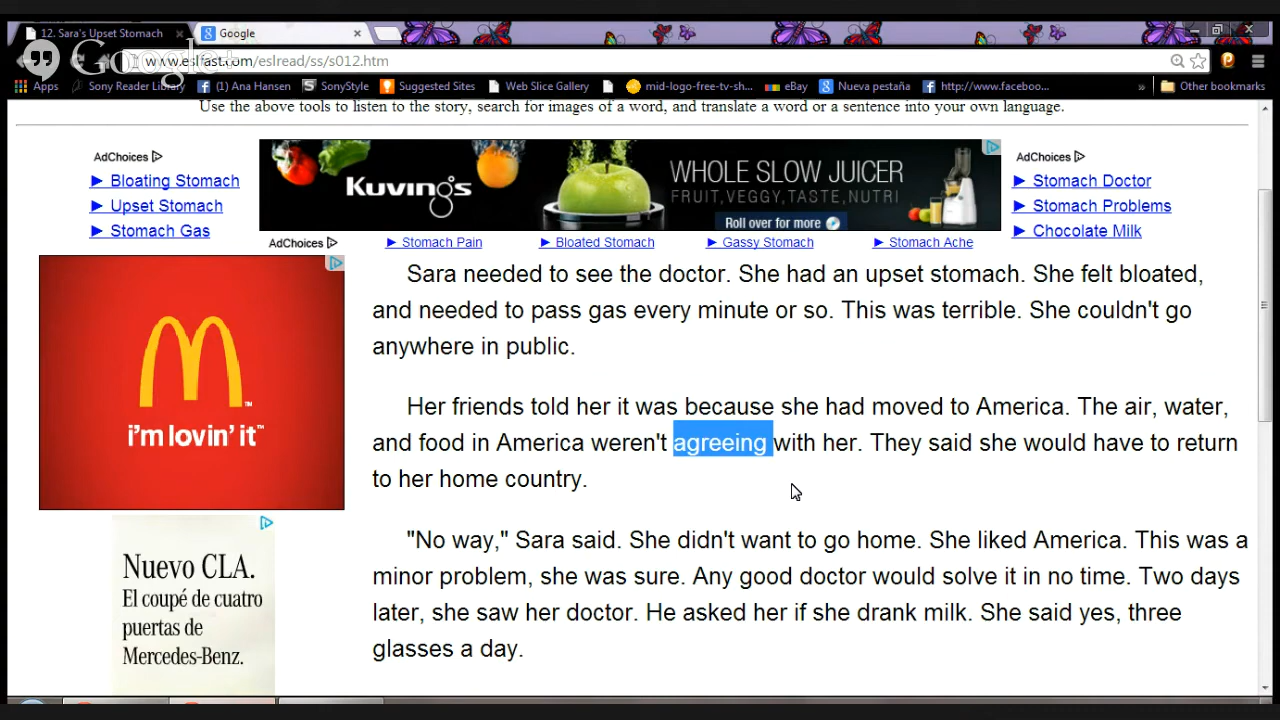 12. Sara's Upset Stomach
Google
Google+
www.eslfast.com/eslread/ss/s012.htm
Apps
Sony Reader Library
(1) Ana Hansen
SonyStyle
Suggested Sites
Web Slice Gallery
mid-logo-free-tv-sh...
eBay
Nueva pestaña
http://www.faceboo...
»
Other bookmarks
Use the above tools to listen to the story, search for images of a word, and translate a word or a sentence into your own language.
AdChoices
► Bloating Stomach
► Upset Stomach
► Stomach Gas
Kuvings
WHOLE SLOW JUICER
FRUIT,VEGGY,TASTE,NUTRI
Roll over for more
AdChoices
► Stomach Doctor
► Stomach Problems
► Chocolate Milk
AdChoices
► Stomach Pain
► Bloated Stomach
► Gassy Stomach
► Stomach Ache
i'm lovin' it™
Nuevo CLA.
El coupé de cuatro
puertas de
Mercedes-Benz.
Sara needed to see the doctor. She had an upset stomach. She felt bloated,
and needed to pass gas every minute or so. This was terrible. She couldn't go
anywhere in public.
Her friends told her it was because she had moved to America. The air, water,
and food in America weren't agreeing with her. They said she would have to return
to her home country.
"No way," Sara said. She didn't want to go home. She liked America. This was a
minor problem, she was sure. Any good doctor would solve it in no time. Two days
later, she saw her doctor. He asked her if she drank milk. She said yes, three
glasses a day.